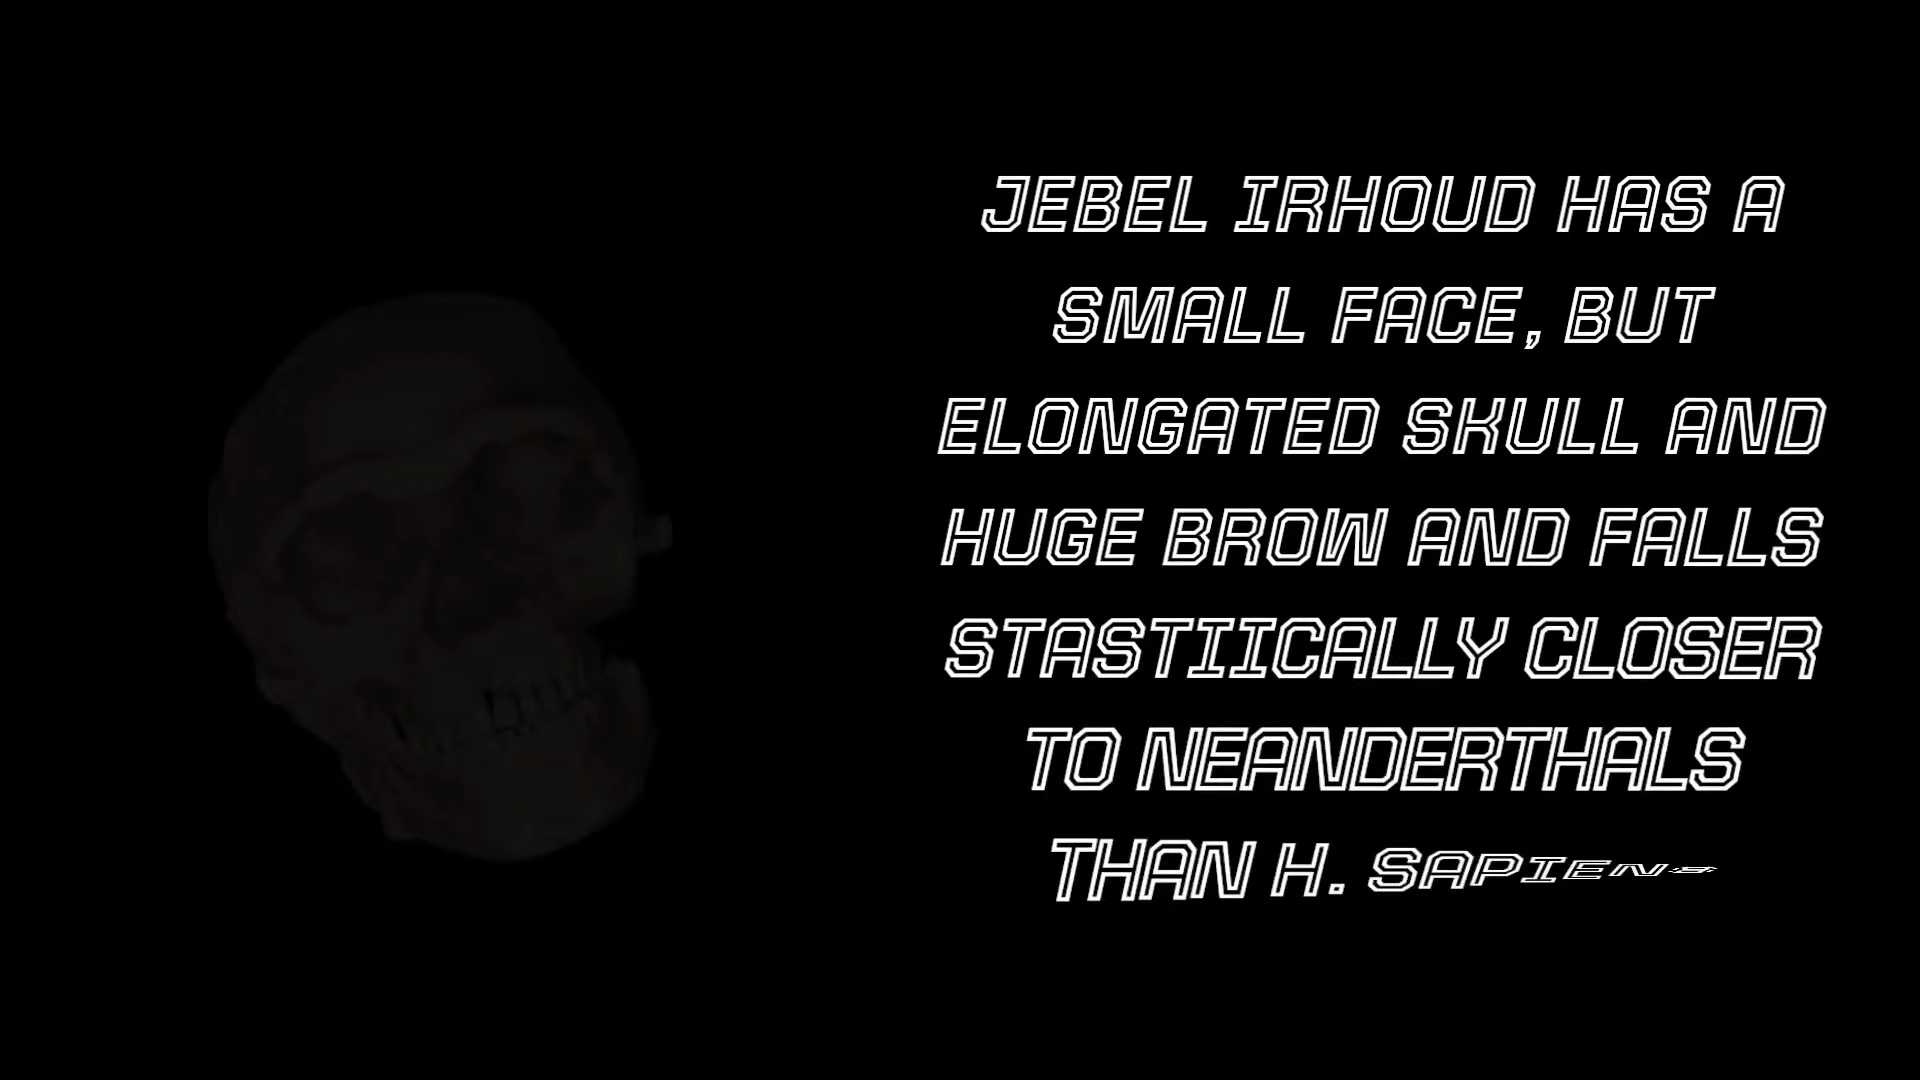 JEBEL IRHOUD HAS A
SMALL FACE, BUT
ELONGATED SKULL AND
HUGE BROW AND FALLS
STASTIICALLY CLOSER
TO NEANDERTHALS
THAN H. SAPIENS